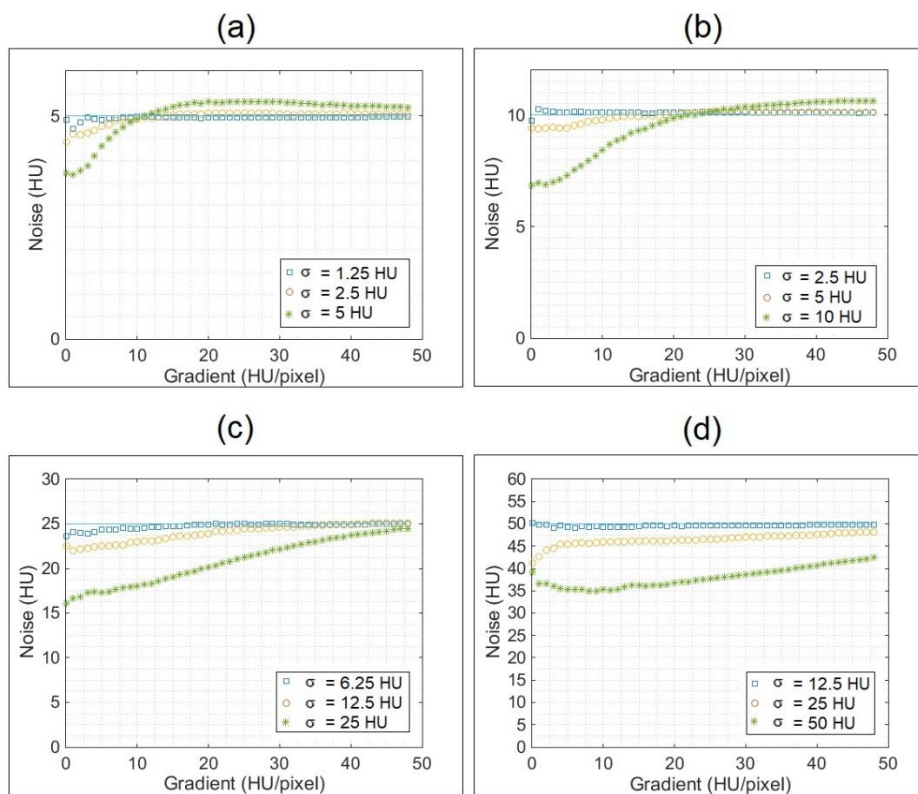 (a)
5
0
Noise (HU)
σ = 1.25 HU
σ = 2.5 HU
σ = 5 HU
0 10 20 30 40 50
Gradient (HU/pixel)
(b)
10
5
0
Noise (HU)
σ = 2.5 HU
σ = 5 HU
σ = 10 HU
0 10 20 30 40 50
Gradient (HU/pixel)
(c)
30
25
20
15
10
5
0
Noise (HU)
σ = 6.25 HU
σ = 12.5 HU
σ = 25 HU
0 10 20 30 40 50
Gradient (HU/pixel)
(d)
60
55
50
45
40
35
30
25
20
15
10
5
0
Noise (HU)
σ = 12.5 HU
σ = 25 HU
σ = 50 HU
0 10 20 30 40 50
Gradient (HU/pixel)